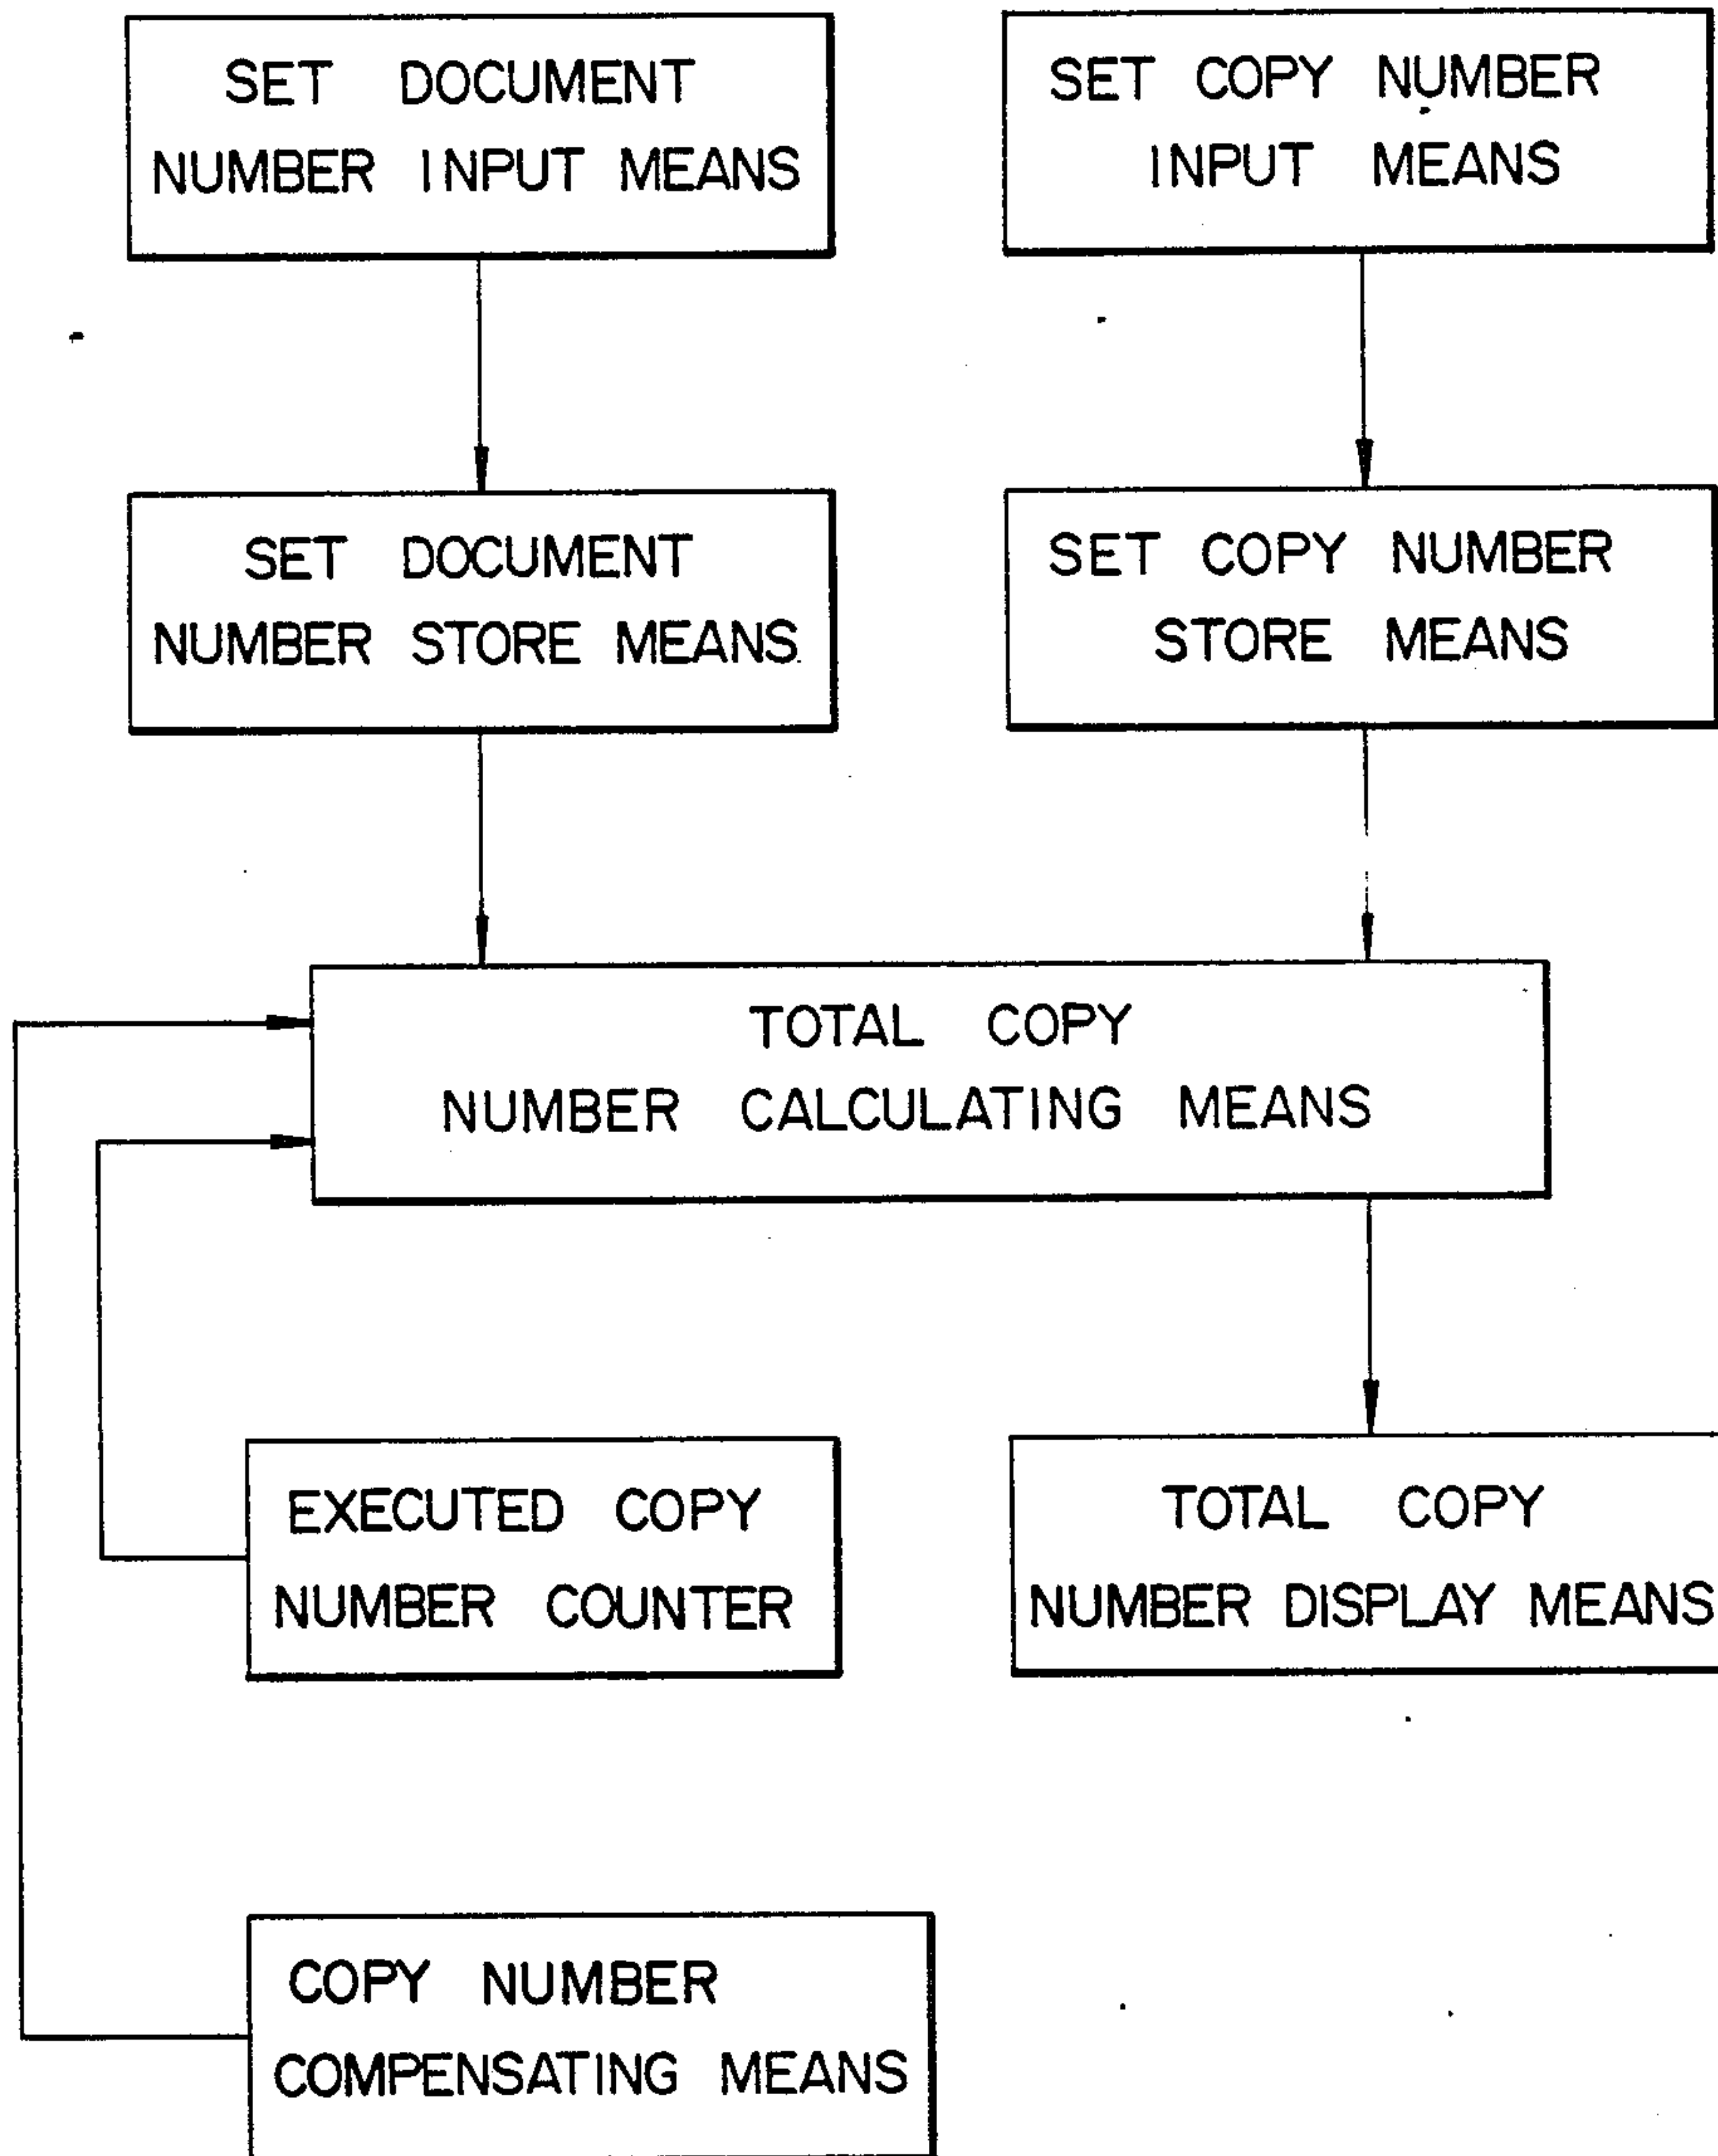 SET DOCUMENT
NUMBER INPUT MEANS
SET COPY NUMBER
INPUT MEANS
SET DOCUMENT
NUMBER STORE MEANS
SET COPY NUMBER
STORE MEANS
TOTAL COPY
NUMBER CALCULATING MEANS
EXECUTED COPY
NUMBER COUNTER
TOTAL COPY
NUMBER DISPLAY MEANS
COPY NUMBER
COMPENSATING MEANS